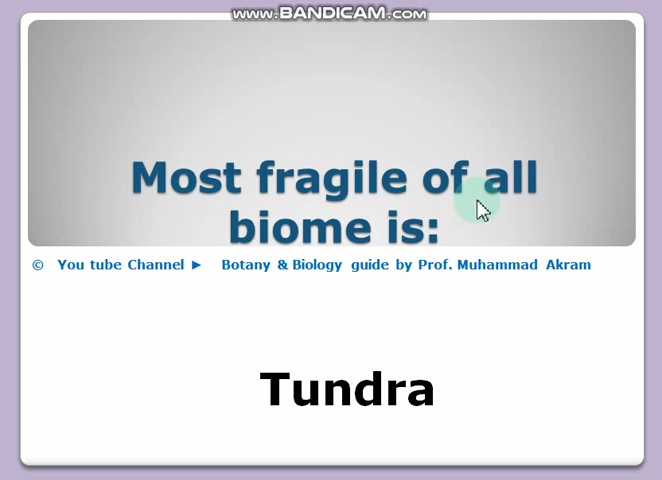 www.BANDICAM.com
Most fragile of all
biome is:
© You tube Channel ► Botany & Biology guide by Prof. Muhammad Akram
Tundra